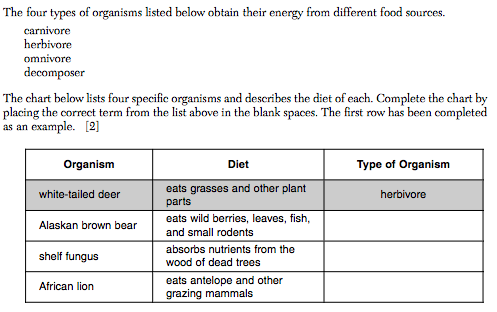 The four types of organisms listed below obtain their energy from different food sources.
carnivore
herbivore
omnivore
decomposer
The chart below lists four specific organisms and describes the diet of each. Complete the chart by
placing the correct term from the list above in the blank spaces. The first row has been completed
as an example. [2]
Organism Diet Type of Organism
white-tailed deer eats grasses and other plant parts herbivore
Alaskan brown bear eats wild berries, leaves, fish, and small rodents
shelf fungus absorbs nutrients from the wood of dead trees
African lion eats antelope and other grazing mammals